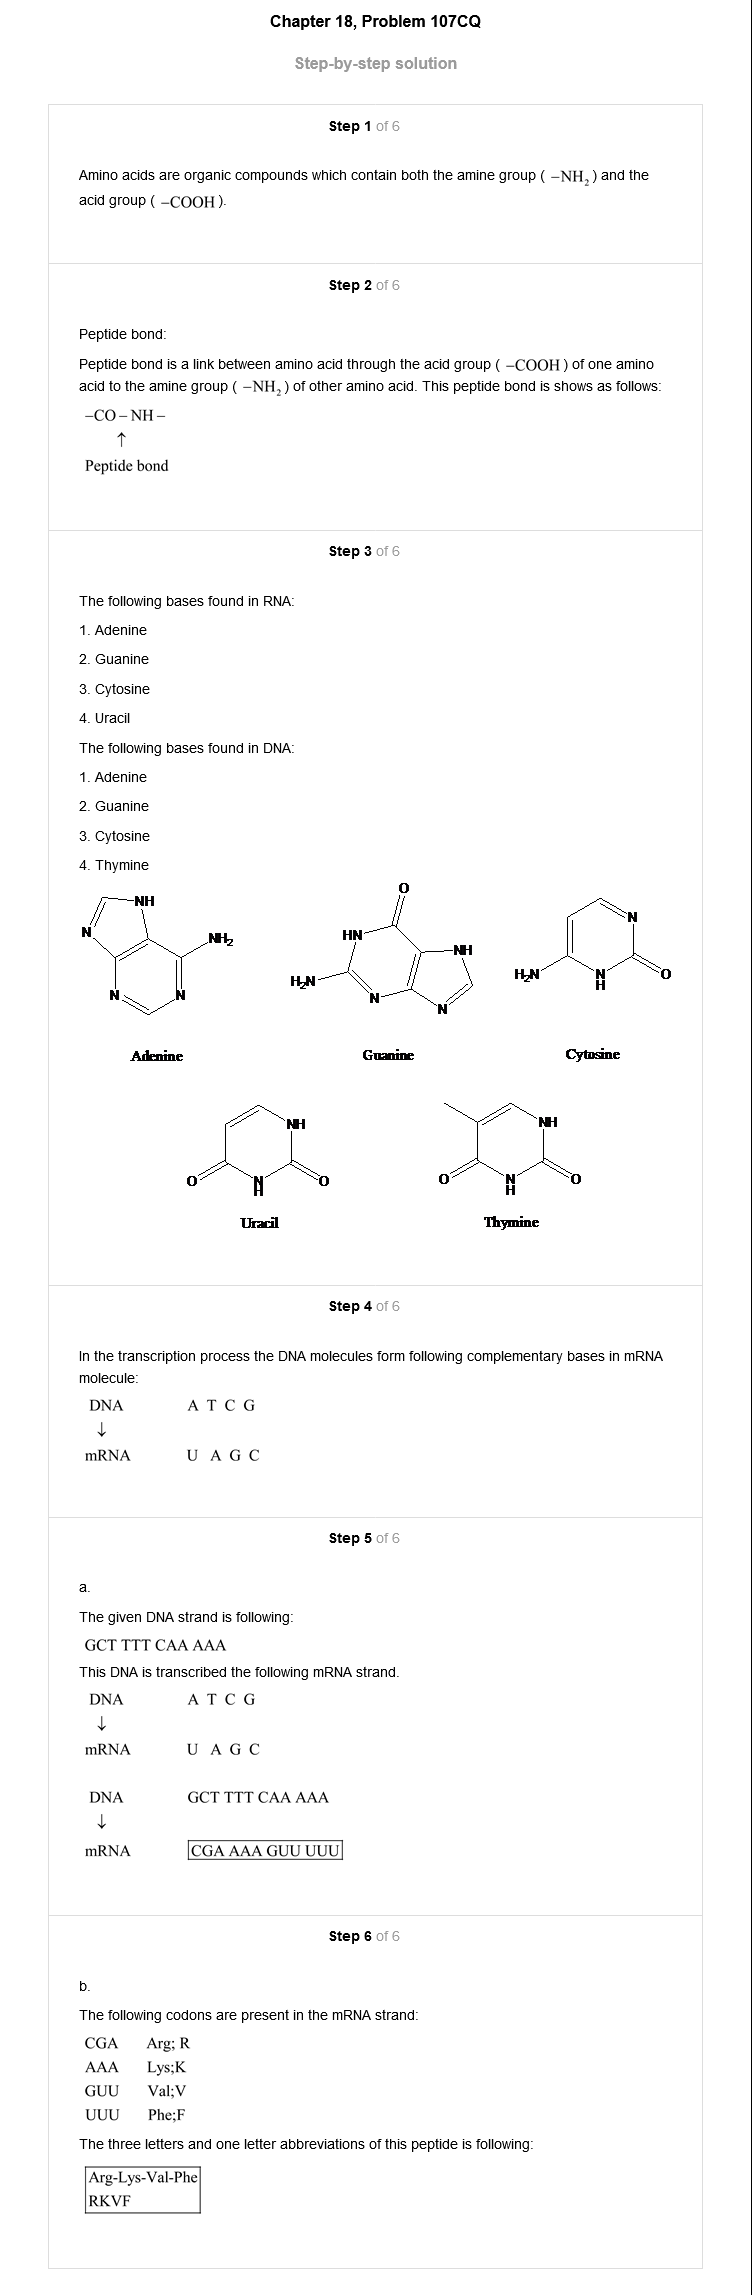 Chapter 18, Problem 107CQ
Step-by-step solution
Step 1 of 6
Amino acids are organic compounds which contain both the amine group ( −NH₂ ) and the
acid group ( −COOH ).
Step 2 of 6
Peptide bond:
Peptide bond is a link between amino acid through the acid group ( −COOH ) of one amino
acid to the amine group ( −NH₂ ) of other amino acid. This peptide bond is shows as follows:
−CO − NH −
↑
Peptide bond
Step 3 of 6
The following bases found in RNA:
1. Adenine
2. Guanine
3. Cytosine
4. Uracil
The following bases found in DNA:
1. Adenine
2. Guanine
3. Cytosine
4. Thymine
NH
N
NH₂
N
N
Adenine
O
HN
NH
H₂N
N
N
Guanine
N
H₂N
N
H
O
Cytosine
NH
O
N
H
O
Uracil
NH
O
N
H
O
Thymine
Step 4 of 6
In the transcription process the DNA molecules form following complementary bases in mRNA
molecule:
DNA A T C G
↓
mRNA U A G C
Step 5 of 6
a.
The given DNA strand is following:
GCT TTT CAA AAA
This DNA is transcribed the following mRNA strand.
DNA A T C G
↓
mRNA U A G C
DNA GCT TTT CAA AAA
↓
mRNA CGA AAA GUU UUU
Step 6 of 6
b.
The following codons are present in the mRNA strand:
CGA Arg; R
AAA Lys;K
GUU Val;V
UUU Phe;F
The three letters and one letter abbreviations of this peptide is following:
Arg-Lys-Val-Phe
RKVF